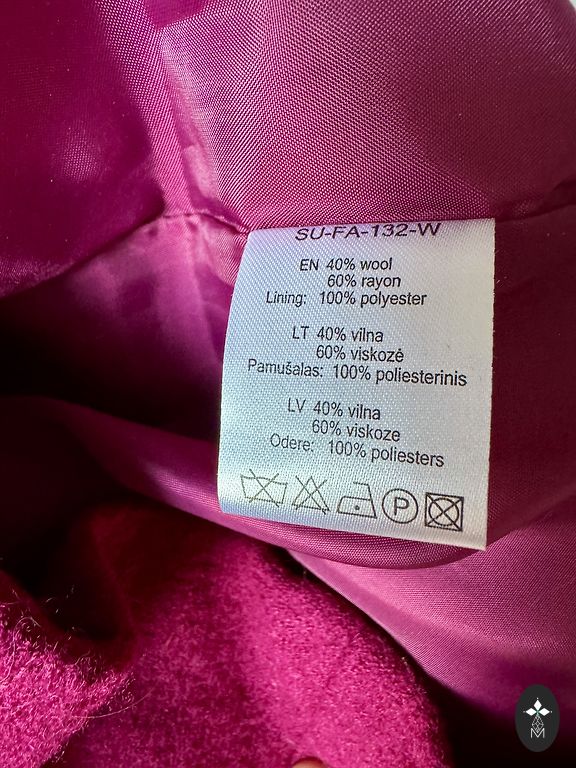 SU-FA-132-W
EN 40% wool
60% rayon
Lining: 100% polyester
LT 40% vilna
60% viskozė
Pamušalas: 100% poliesterinis
LV 40% vilna
60% viskoze
Odere: 100% poliesters
P
M